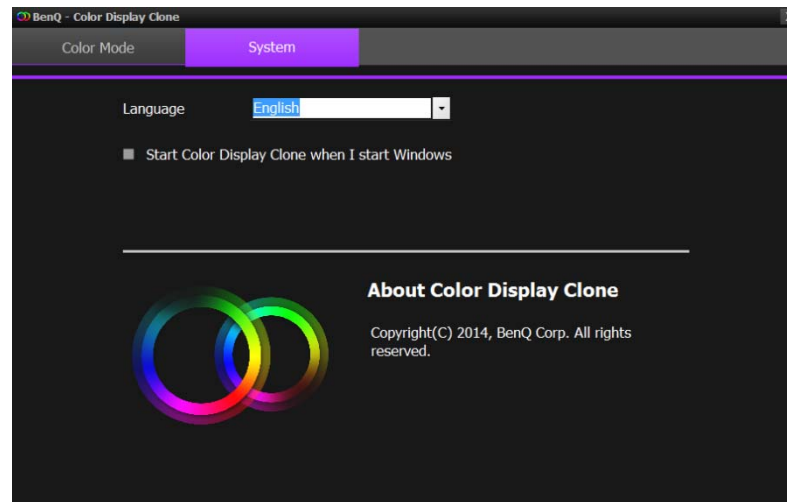 BenQ - Color Display Clone
Color Mode
System
Language
English
Start Color Display Clone when I start Windows
About Color Display Clone
Copyright(C) 2014, BenQ Corp. All rights
reserved.